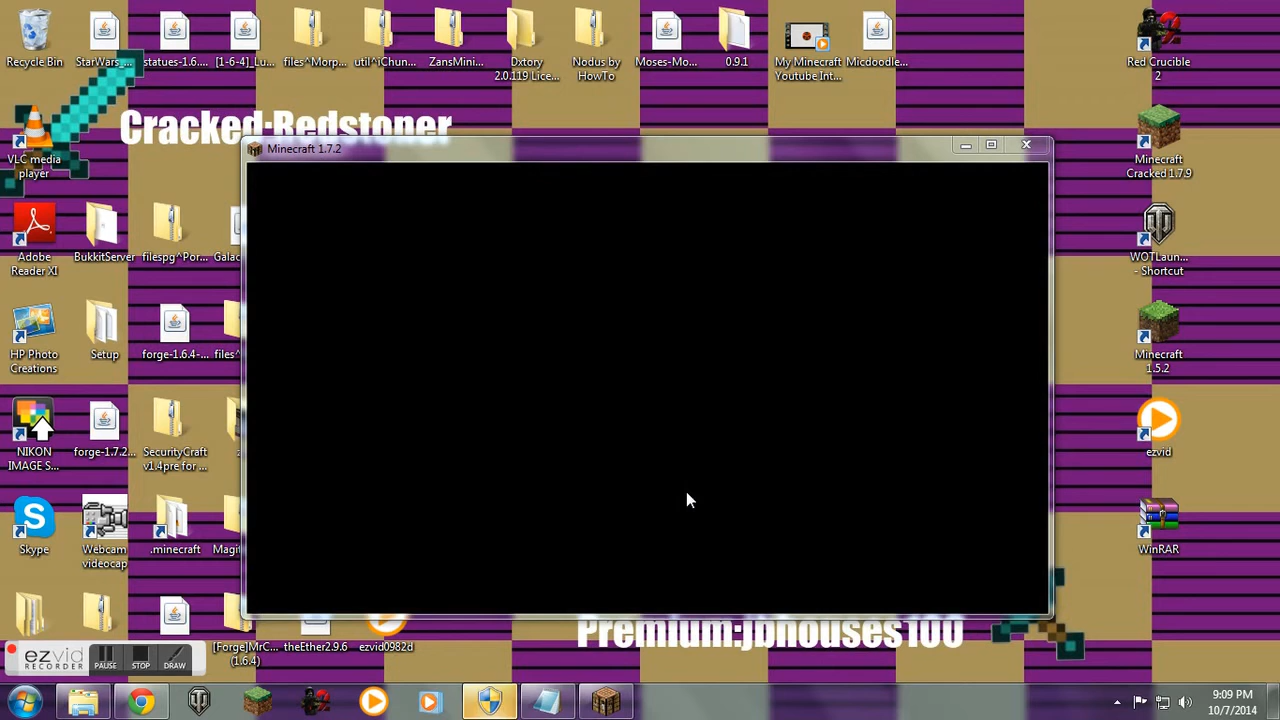 Recycle Bin
StarWars_...
statues-1.6....
[1-6-4]_Lu...
files^Morp...
util^iChun...
ZansMini...
Dxtory
2.0.119 Lice...
Nodus by
HowTo
Moses-Mo...
0.9.1
My Minecraft
Youtube Int...
Micdoodle...
Red Crucible
2
Cracked:Redstoner
Minecraft 1.7.2
VLC media
player
Minecraft
Cracked 1.7.9
Adobe
Reader XI
BukkitServer
filespg^Por...
Galac
WOTLaun...
- Shortcut
HP Photo
Creations
Setup
forge-1.6.4-...
files^
Minecraft
1.5.2
NIKON
IMAGE S...
forge-1.7.2...
SecurityCraft
v1.4pre for ...
ezvid
Skype
Webcam
videocap
.minecraft
Magi
WinRAR
Premium:jbhouses100
[Forge]MrC...
(1.6.4)
theEther2.9.6
ezvid0982d
ezvid
RECORDER
PAUSE
STOP
DRAW
9:09 PM
10/7/2014